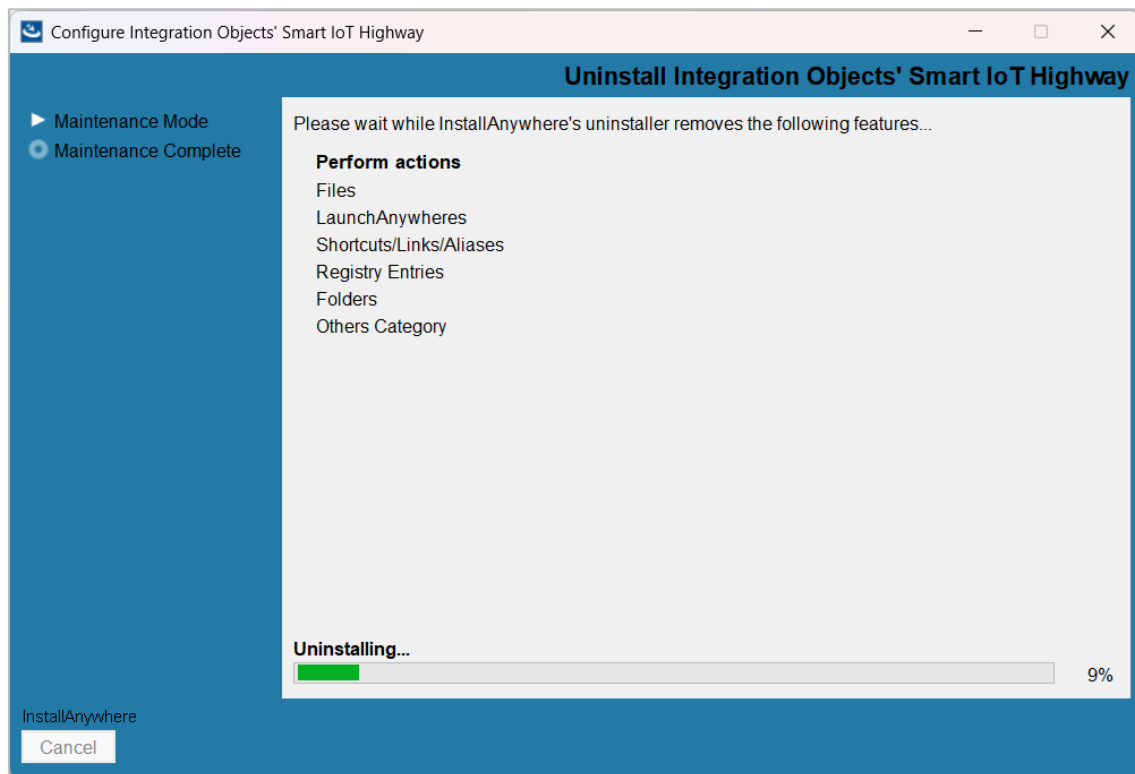 Configure Integration Objects' Smart IoT Highway
Uninstall Integration Objects' Smart IoT Highway
Maintenance Mode
Maintenance Complete
Please wait while InstallAnywhere's uninstaller removes the following features...
Perform actions
Files
LaunchAnywheres
Shortcuts/Links/Aliases
Registry Entries
Folders
Others Category
Uninstalling...
9%
InstallAnywhere
Cancel